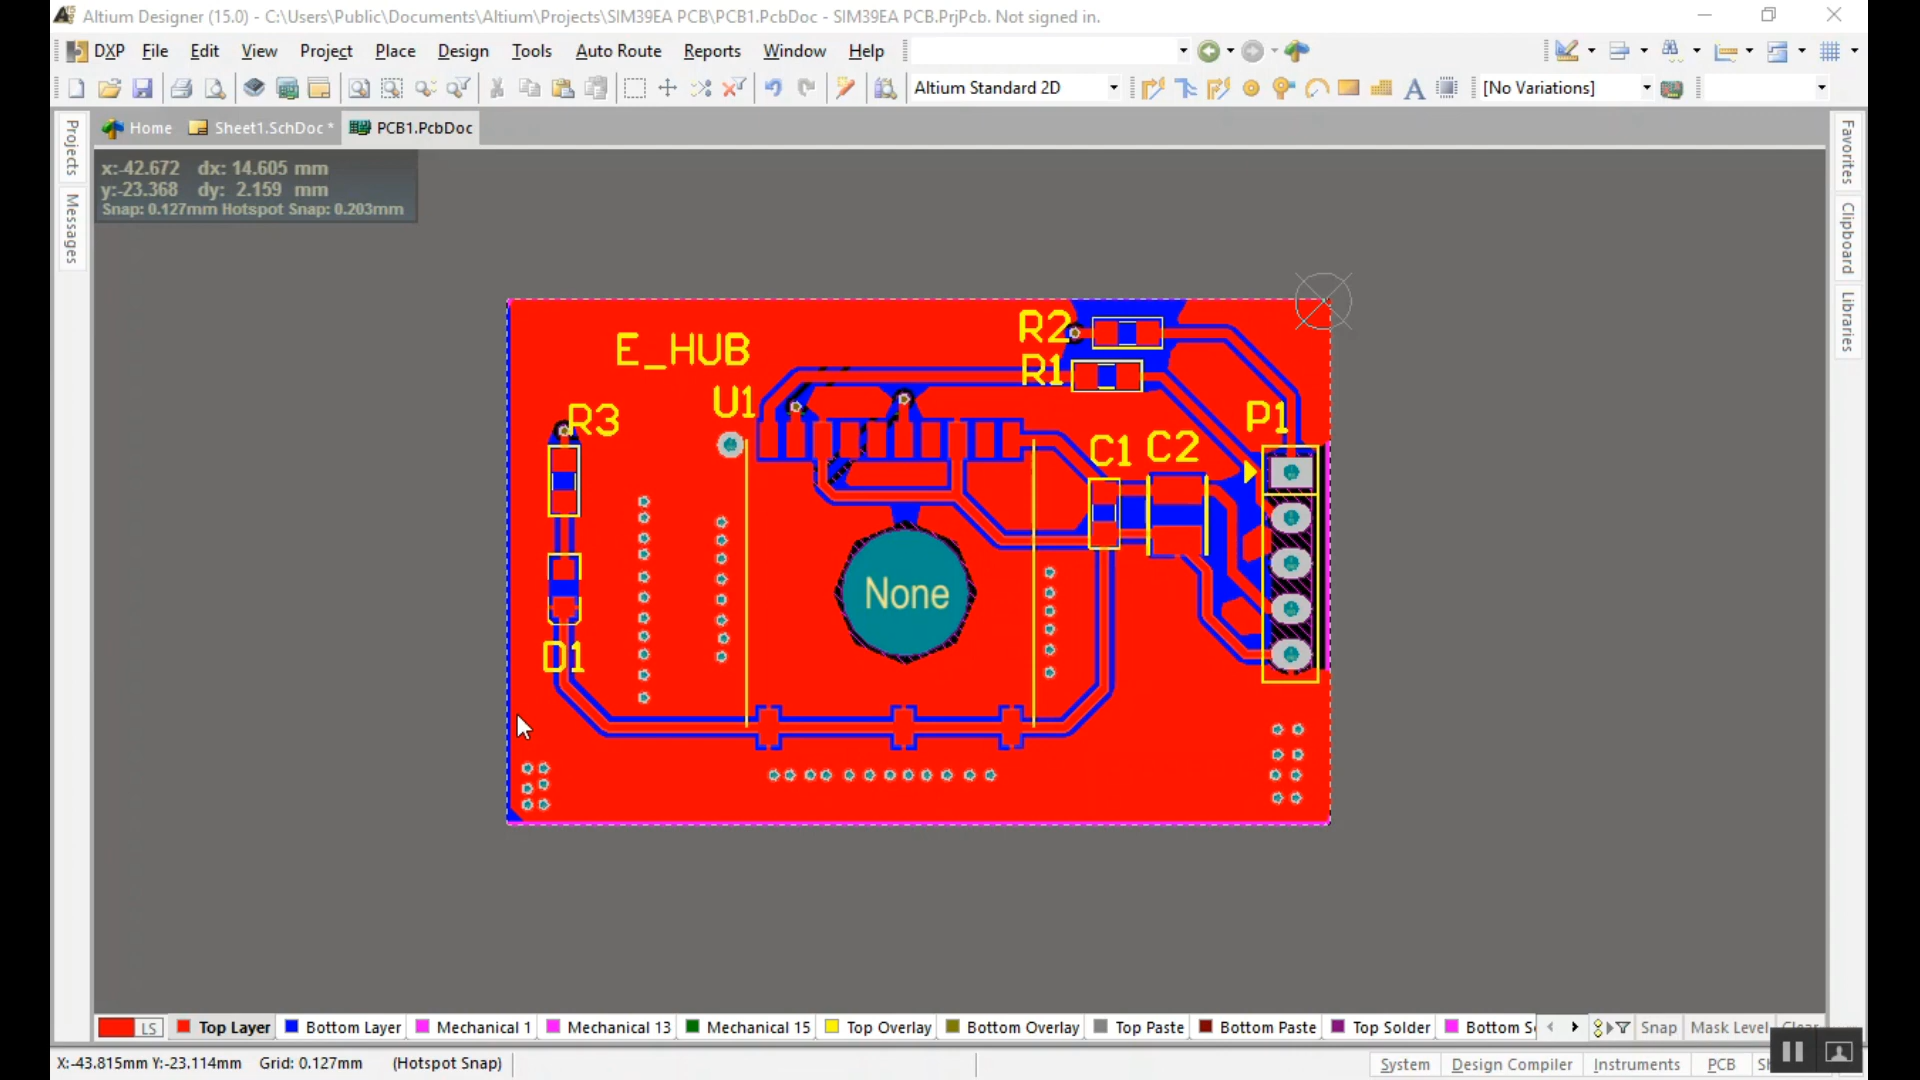 Altium Designer (15.0) - C:\Users\Public\Documents\Altium\Projects\SIM39EA PCB\PCB1.PcbDoc - SIM39EA PCB.PrjPcb. Not signed in.
DXP File Edit View Project Place Design Tools Auto Route Reports Window Help
Altium Standard 2D [No Variations]
Home Sheet1.SchDoc * PCB1.PcbDoc
Projects
Messages
Favorites
Clipboard
Libraries
x:-42.672 dx: 14.605 mm
y:-23.368 dy: 2.159 mm
Snap: 0.127mm Hotspot Snap: 0.203mm
R2
E_HUB
R1
U1
R3
P1
C1 C2
None
D1
LS Top Layer Bottom Layer Mechanical 1 Mechanical 13 Mechanical 15 Top Overlay Bottom Overlay Top Paste Bottom Paste Top Solder Bottom S Snap Mask Level
X:-43.815mm Y:-23.114mm Grid: 0.127mm (Hotspot Snap) System Design Compiler Instruments PCB